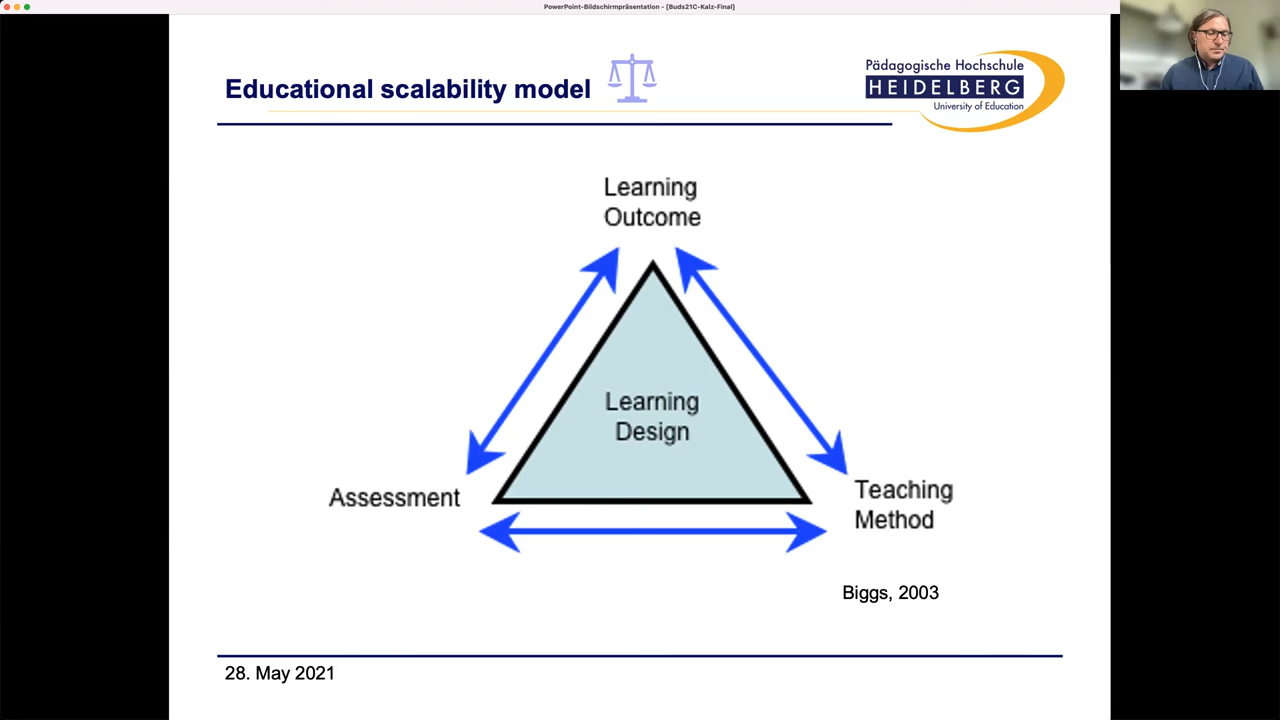 PowerPoint-Bildschirmpräsentation - [Buds21C-Kalz-Final]
Educational scalability model
Pädagogische Hochschule
HEIDELBERG
University of Education
Learning
Outcome
Learning
Design
Assessment
Teaching
Method
Biggs, 2003
28. May 2021